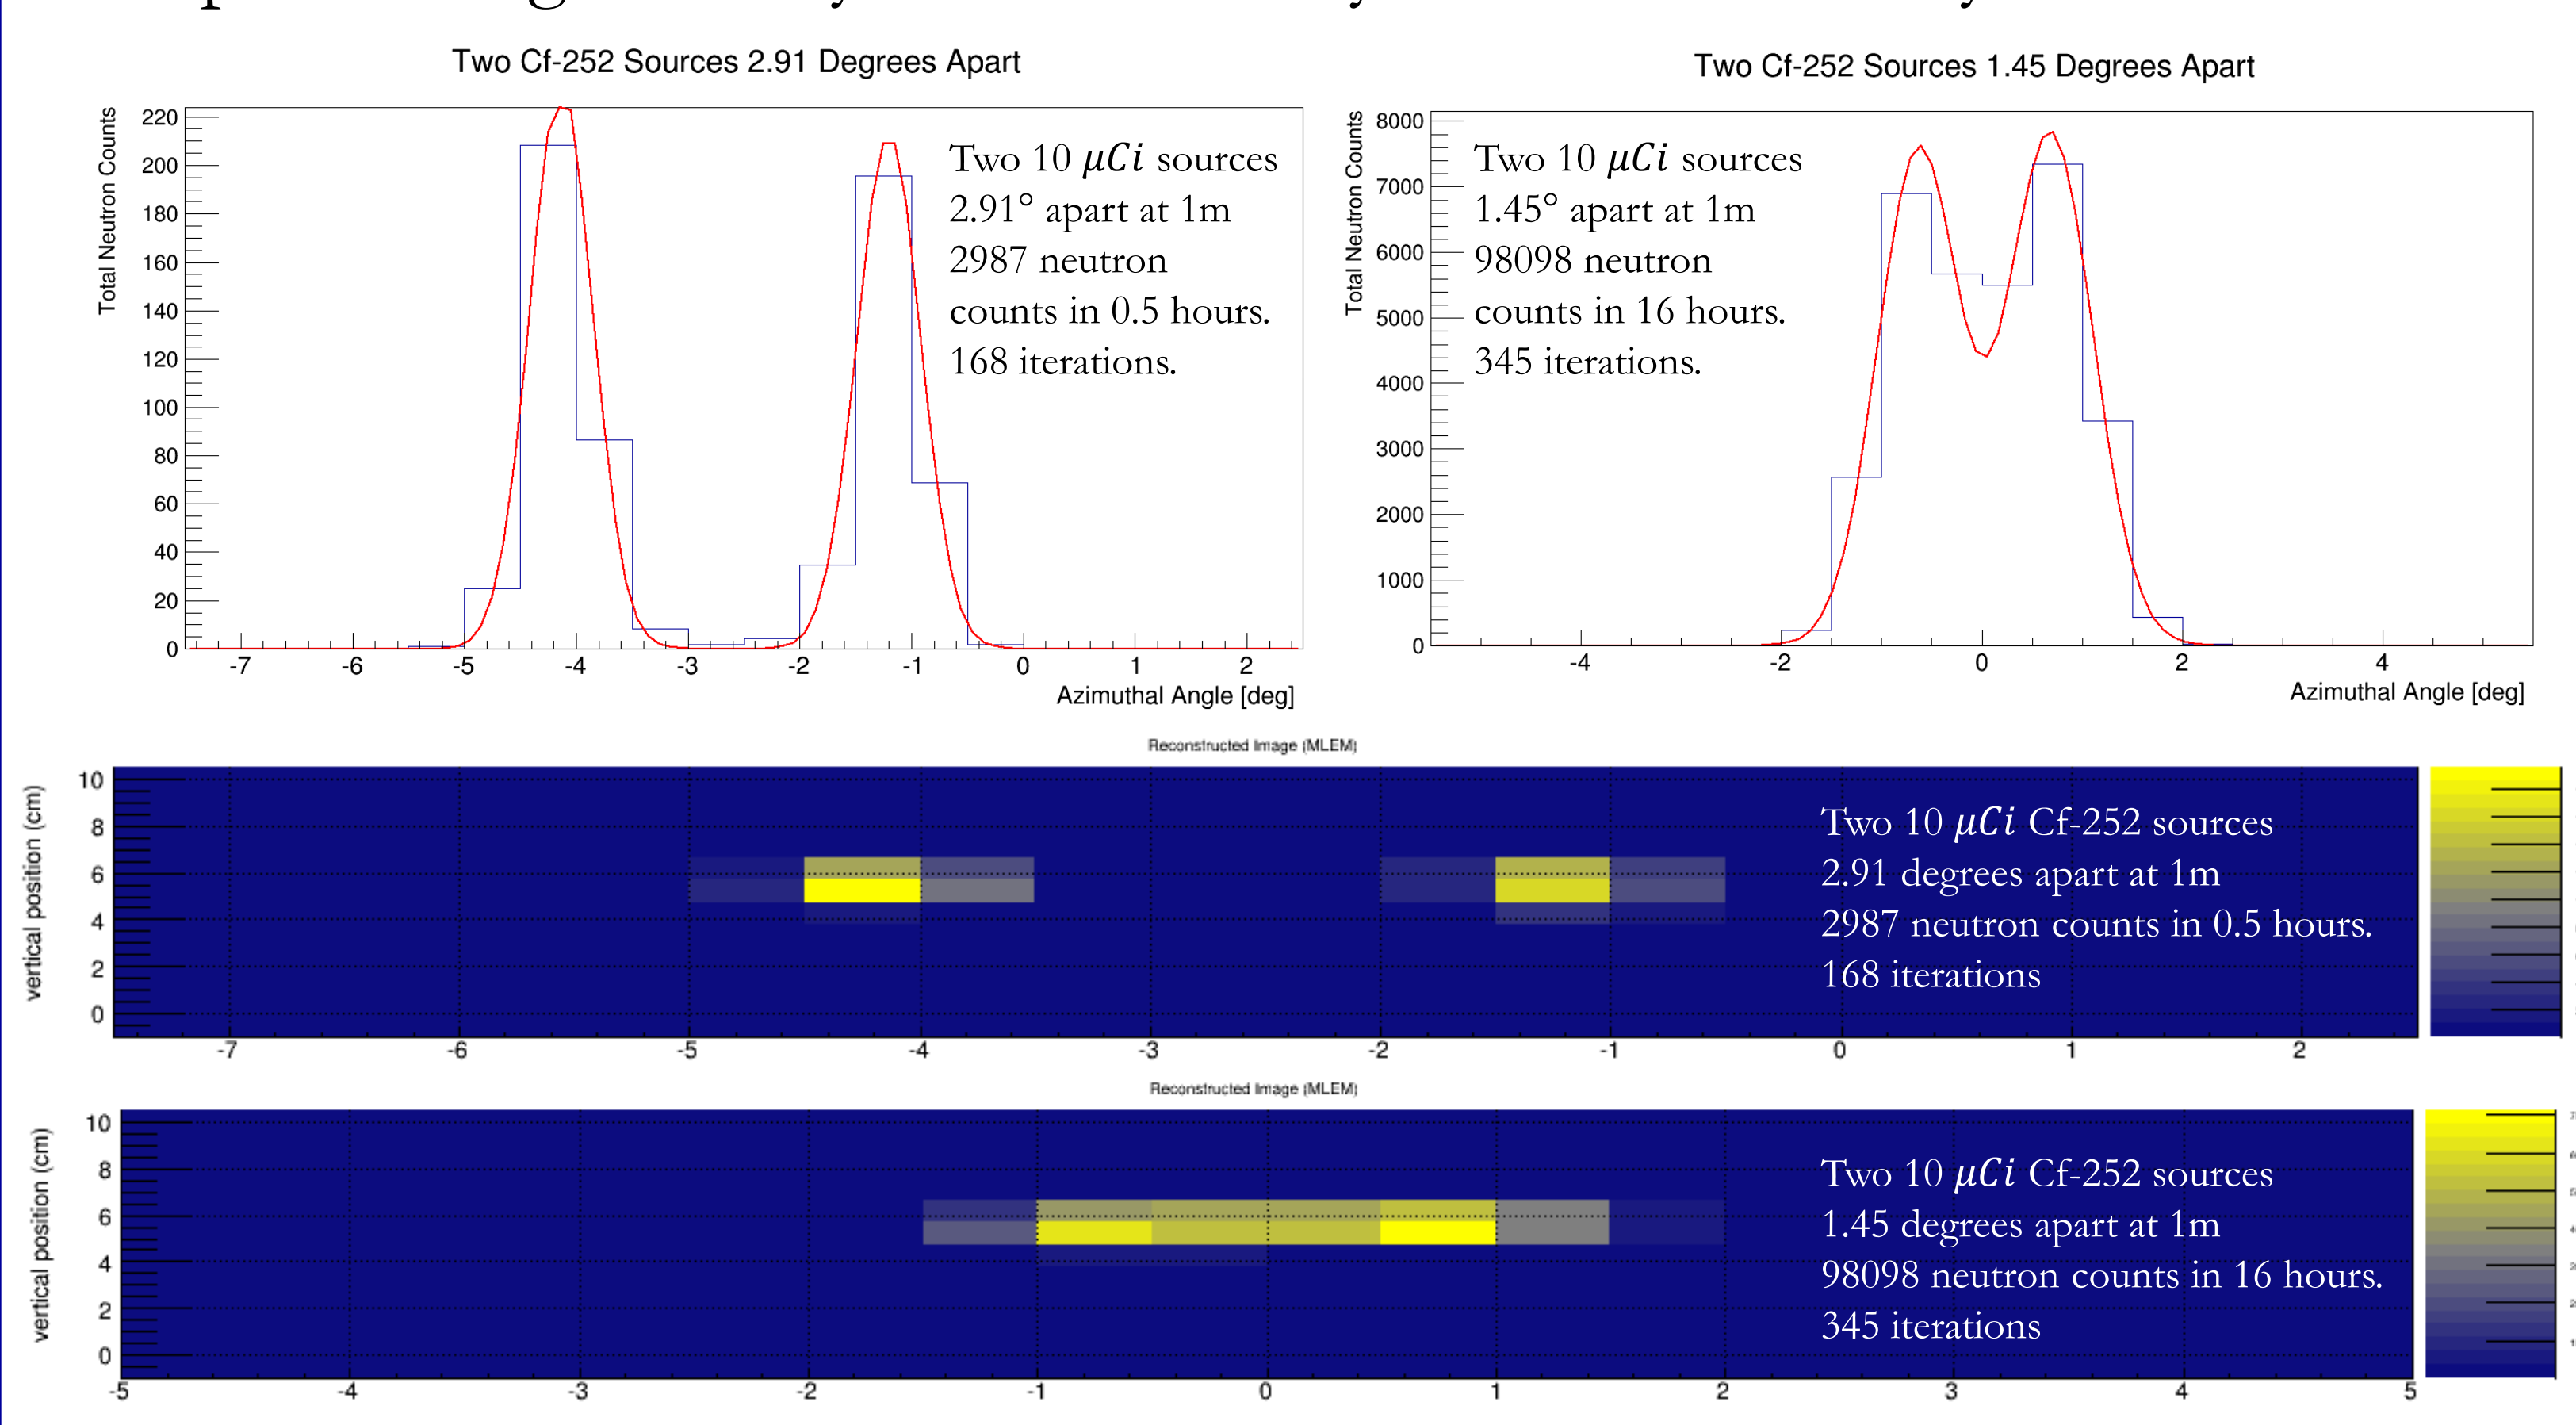 Two Cf-252 Sources 2.91 Degrees Apart
Total Neutron Counts
220
200
180
160
140
120
100
80
60
40
20
0
-7 -6 -5 -4 -3 -2 -1 0 1 2
Azimuthal Angle [deg]
Two 10 μCi sources
2.91° apart at 1m
2987 neutron
counts in 0.5 hours.
168 iterations.
Two Cf-252 Sources 1.45 Degrees Apart
Total Neutron Counts
8000
7000
6000
5000
4000
3000
2000
1000
0
-4 -2 0 2 4
Azimuthal Angle [deg]
Two 10 μCi sources
1.45° apart at 1m
98098 neutron
counts in 16 hours.
345 iterations.
Reconstructed Image (MLEM)
vertical position (cm)
10
8
6
4
2
0
-7 -6 -5 -4 -3 -2 -1 0 1 2
Two 10 μCi Cf-252 sources
2.91 degrees apart at 1m
2987 neutron counts in 0.5 hours.
168 iterations
Reconstructed Image (MLEM)
vertical position (cm)
10
8
6
4
2
0
-5 -4 -3 -2 -1 0 1 2 3 4 5
Two 10 μCi Cf-252 sources
1.45 degrees apart at 1m
98098 neutron counts in 16 hours.
345 iterations